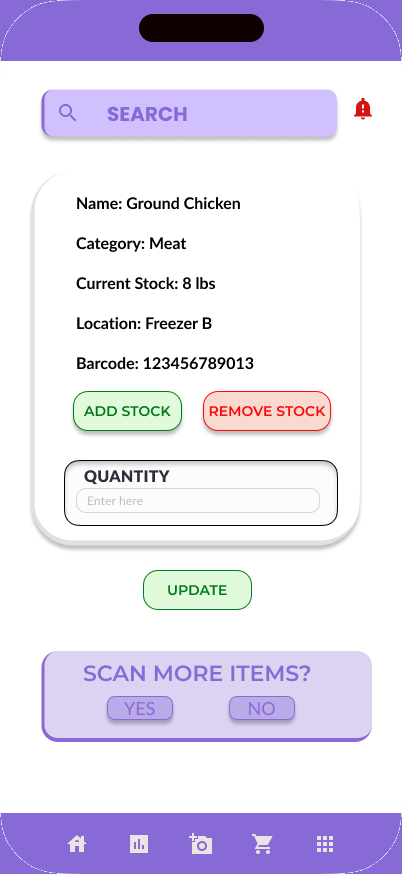 SEARCH
Name: Ground Chicken
Category: Meat
Current Stock: 8 lbs
Location: Freezer B
Barcode: 123456789013
ADD STOCK
REMOVE STOCK
QUANTITY
Enter here
UPDATE
SCAN MORE ITEMS?
YES
NO